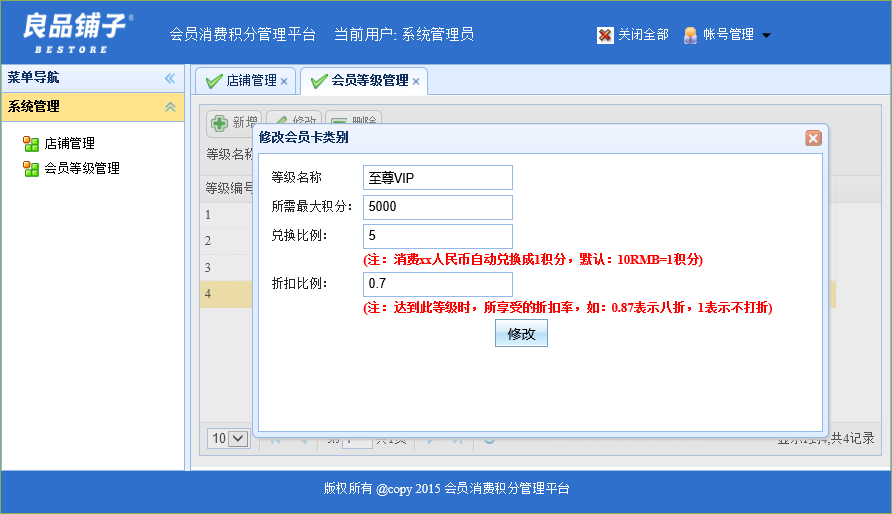 良品铺子®
BESTORE
会员消费积分管理平台 当前用户: 系统管理员
关闭全部 帐号管理
菜单导航
系统管理
店铺管理
会员等级管理
店铺管理 × 会员等级管理 ×
新增 修改 删除
等级名称
等级编号
1
2
3
4
修改会员卡类别
等级名称 至尊VIP
所需最大积分: 5000
兑换比例: 5
(注：消费xx人民币自动兑换成1积分，默认：10RMB=1积分)
折扣比例: 0.7
(注：达到此等级时，所享受的折扣率，如：0.87表示八折，1表示不打折)
修改
10 第 共1页 4,共4记录
版权所有 @copy 2015 会员消费积分管理平台